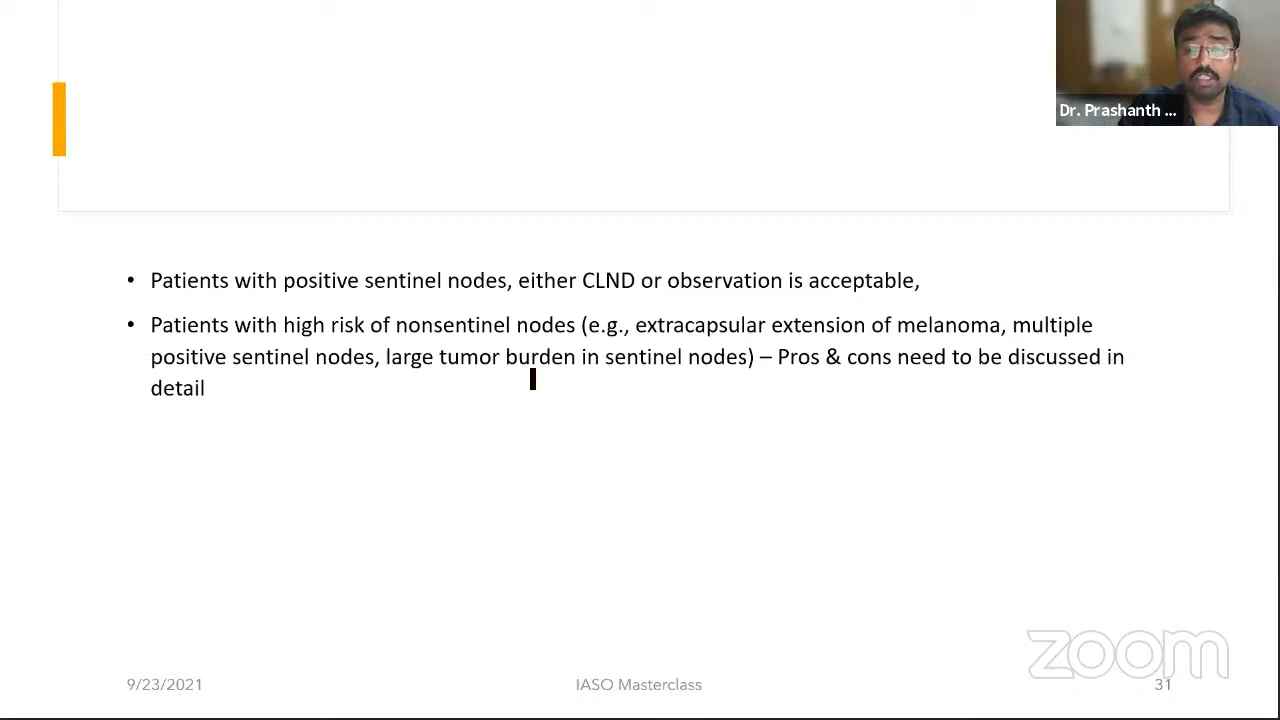 Dr. Prashanth ...
• Patients with positive sentinel nodes, either CLND or observation is acceptable,
• Patients with high risk of nonsentinel nodes (e.g., extracapsular extension of melanoma, multiple
positive sentinel nodes, large tumor burden in sentinel nodes) – Pros & cons need to be discussed in
detail
zoom
9/23/2021
IASO Masterclass
31